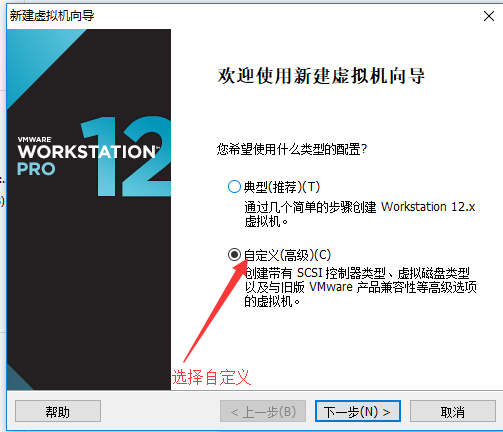 新建虚拟机向导
欢迎使用新建虚拟机向导
VMWARE
WORKSTATION™
PRO
12
您希望使用什么类型的配置?
典型(推荐)(T)
通过几个简单的步骤创建 Workstation 12.x
虚拟机。
自定义(高级)(C)
创建带有 SCSI 控制器类型、虚拟磁盘类型
以及与旧版 VMware 产品兼容性等高级选项
的虚拟机。
选择自定义
帮助
< 上一步(B)
下一步(N) >
取消